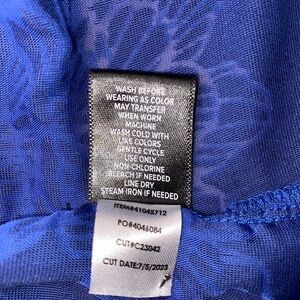 WASH BEFORE
WEARING AS COLOR
MAY TRANSFER
WHEN WORN
MACHINE
WASH COLD WITH
LIKE COLORS
GENTLE CYCLE
USE ONLY
NON-CHLORINE
BLEACH IF NEEDED
LINE DRY
STEAM IRON IF NEEDED
ITEM#41045712
PO#4046084
CUT#C23042
CUT DATE:7/5/2023